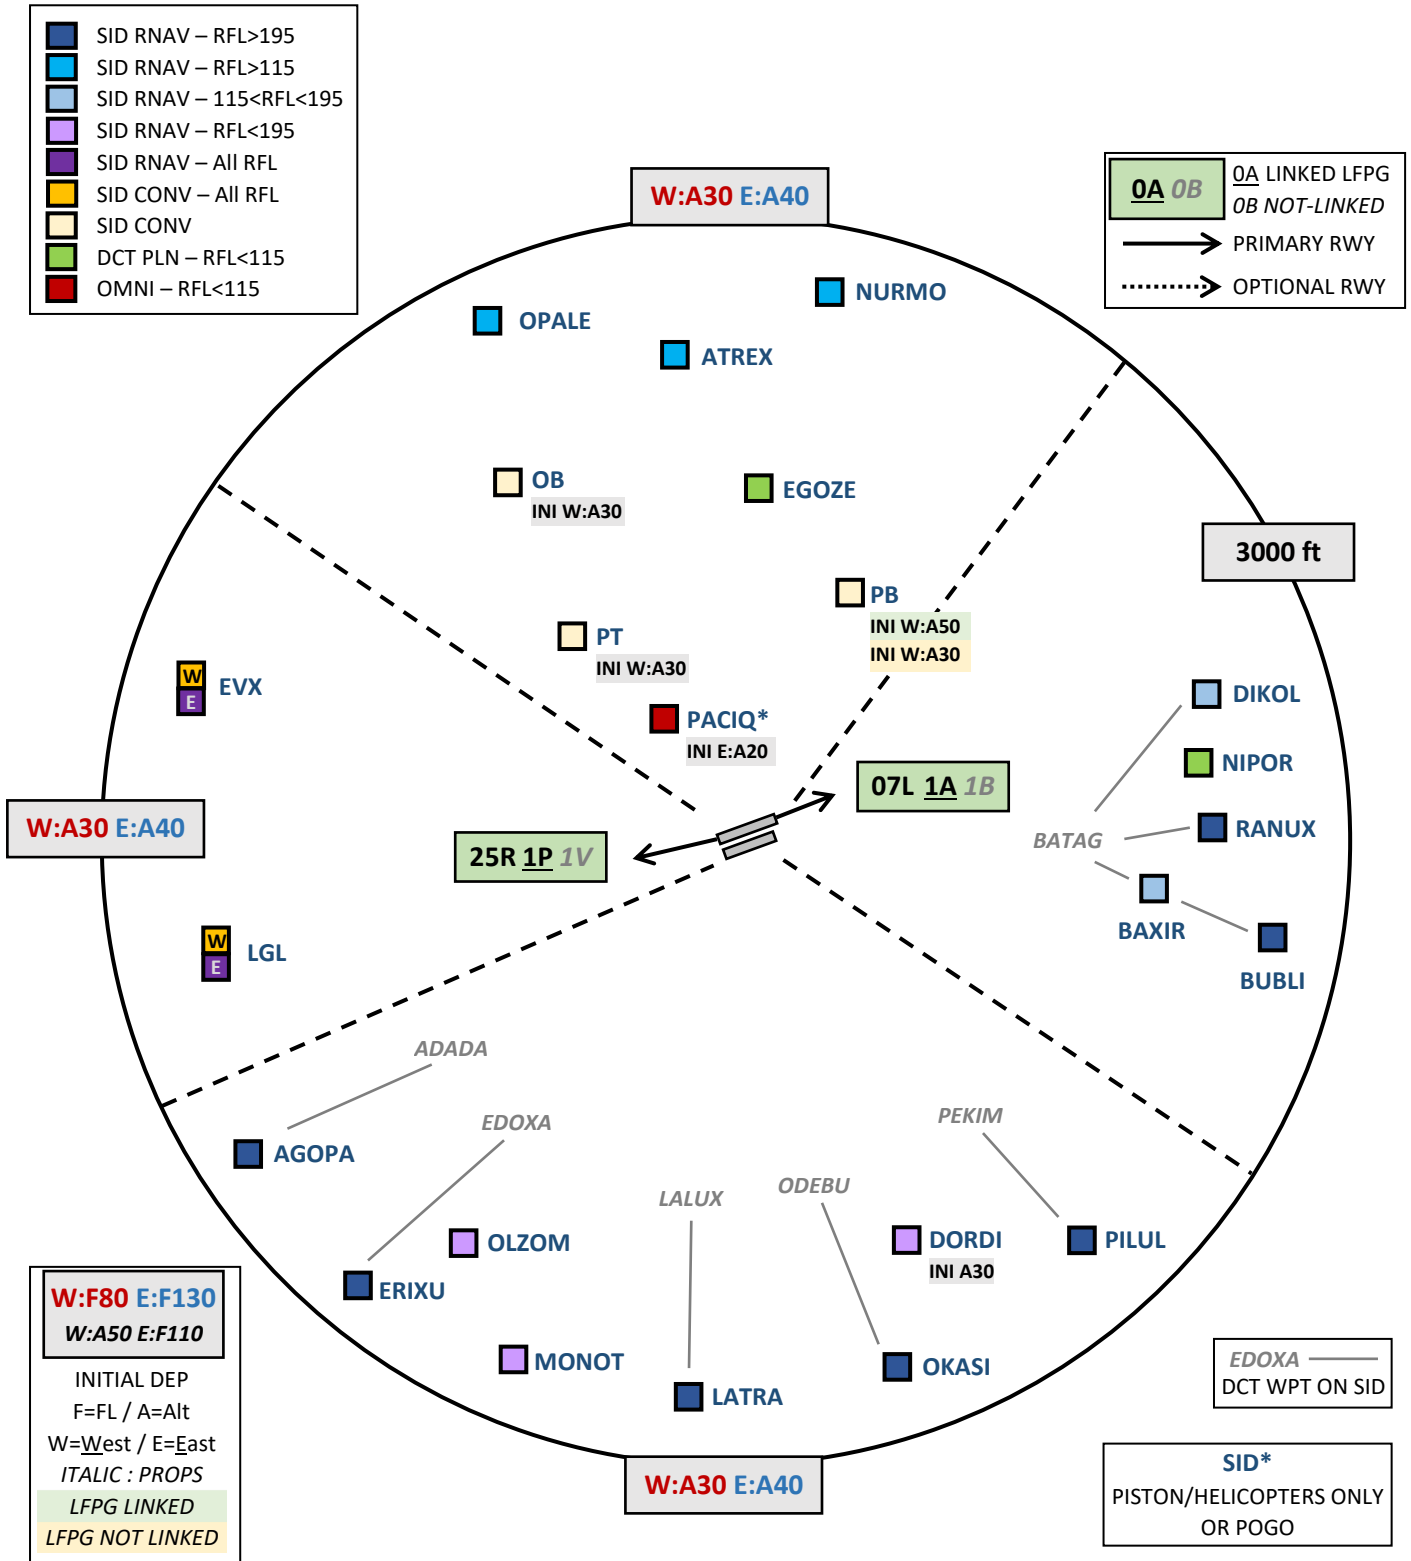 SID RNAV – RFL>195
SID RNAV – RFL>115
SID RNAV – 115<RFL<195
SID RNAV – RFL<195
SID RNAV – All RFL
SID CONV – All RFL
SID CONV
DCT PLN – RFL<115
OMNI – RFL<115
0A 0B
0A LINKED LFPG
0B NOT-LINKED
PRIMARY RWY
OPTIONAL RWY
W:A30 E:A40
NURMO
OPALE
ATREX
OB
INI W:A30
EGOZE
3000 ft
PB
INI W:A50
INI W:A30
PT
INI W:A30
W
E
EVX
DIKOL
PACIQ*
INI E:A20
NIPOR
07L 1A 1B
W:A30 E:A40
RANUX
BATAG
25R 1P 1V
BAXIR
W
E
LGL
BUBLI
ADADA
EDOXA
PEKIM
AGOPA
LALUX
ODEBU
OLZOM
DORDI
INI A30
PILUL
ERIXU
MONOT
OKASI
LATRA
W:A30 E:A40
W:F80 E:F130
W:A50 E:F110
INITIAL DEP
F=FL / A=Alt
W=West / E=East
ITALIC : PROPS
LFPG LINKED
LFPG NOT LINKED
EDOXA
DCT WPT ON SID
SID*
PISTON/HELICOPTERS ONLY
OR POGO